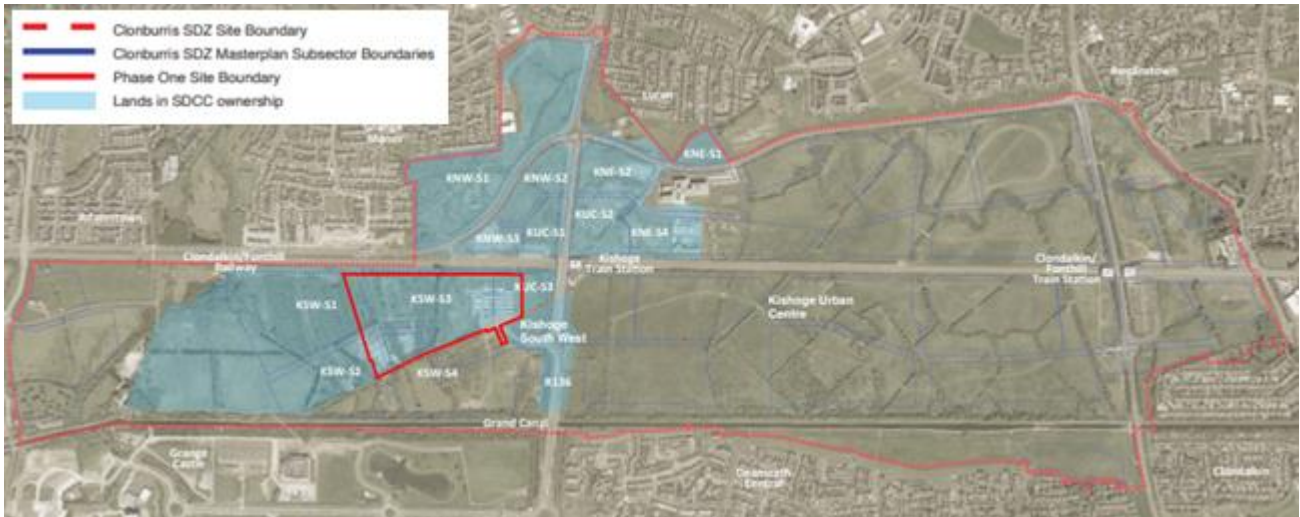 Clonburris SDZ Site Boundary
Clonburris SDZ Masterplan Subsector Boundaries
Phase One Site Boundary
Lands in SDCC ownership
Lucan
KNE-S1
KNW-S1
KNW-S2
KNE-S2
KUC-S2
KNW-S3
KUC-S1
KNE-S4
Clondalkin/Fonthill
Railway
Kishoge
Train Station
Clondalkin/
Fonthill
Train Station
KSW-S1
KSW-S3
KUC-S3
Kishoge Urban
Centre
Kishoge
South West
KSW-S2
KSW-S4
R136
Grand Canal
Grange
Castle
Deansrath
Clondalkin